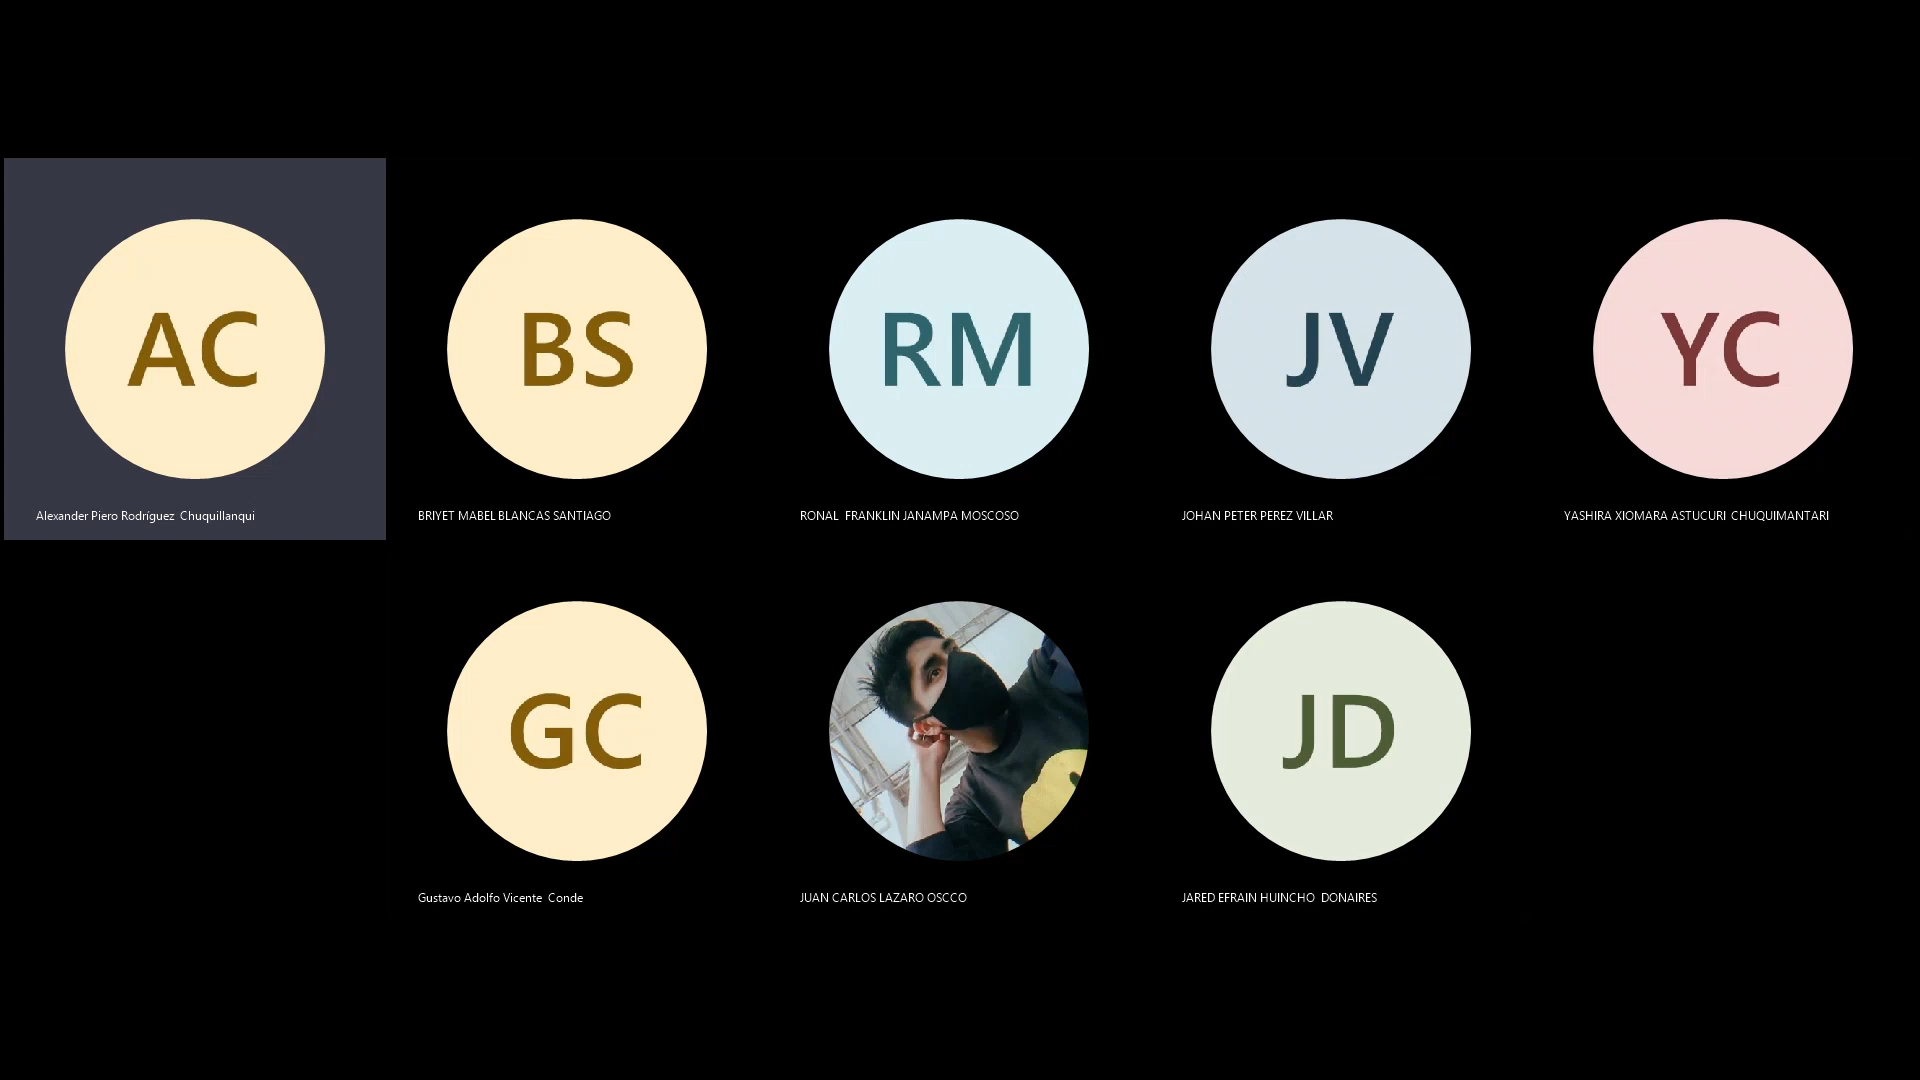 AC
BS
RM
JV
YC
Alexander Piero Rodríguez Chuquillanqui
BRIYET MABEL BLANCAS SANTIAGO
RONAL FRANKLIN JANAMPA MOSCOSO
JOHAN PETER PEREZ VILLAR
YASHIRA XIOMARA ASTUCURI CHUQUIMANTARI
GC
JD
Gustavo Adolfo Vicente Conde
JUAN CARLOS LAZARO OSCCO
JARED EFRAIN HUINCHO DONAIRES